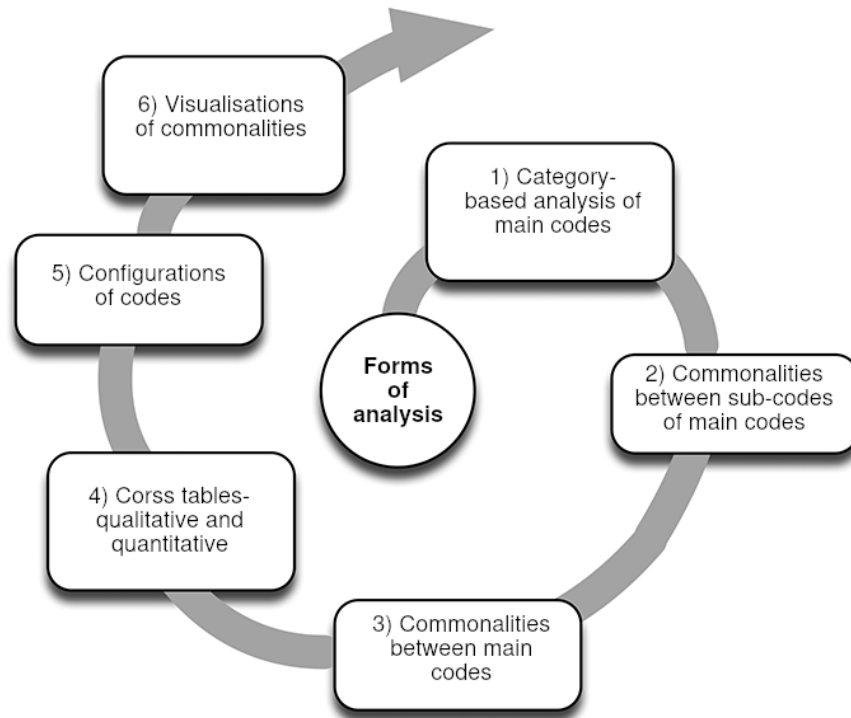 Forms
of
analysis
1) Category-
based analysis of
main codes
2) Commonalities
between sub-codes
of main codes
3) Commonalities
between main
codes
4) Corss tables-
qualitative and
quantitative
5) Configurations
of codes
6) Visualisations
of commonalities